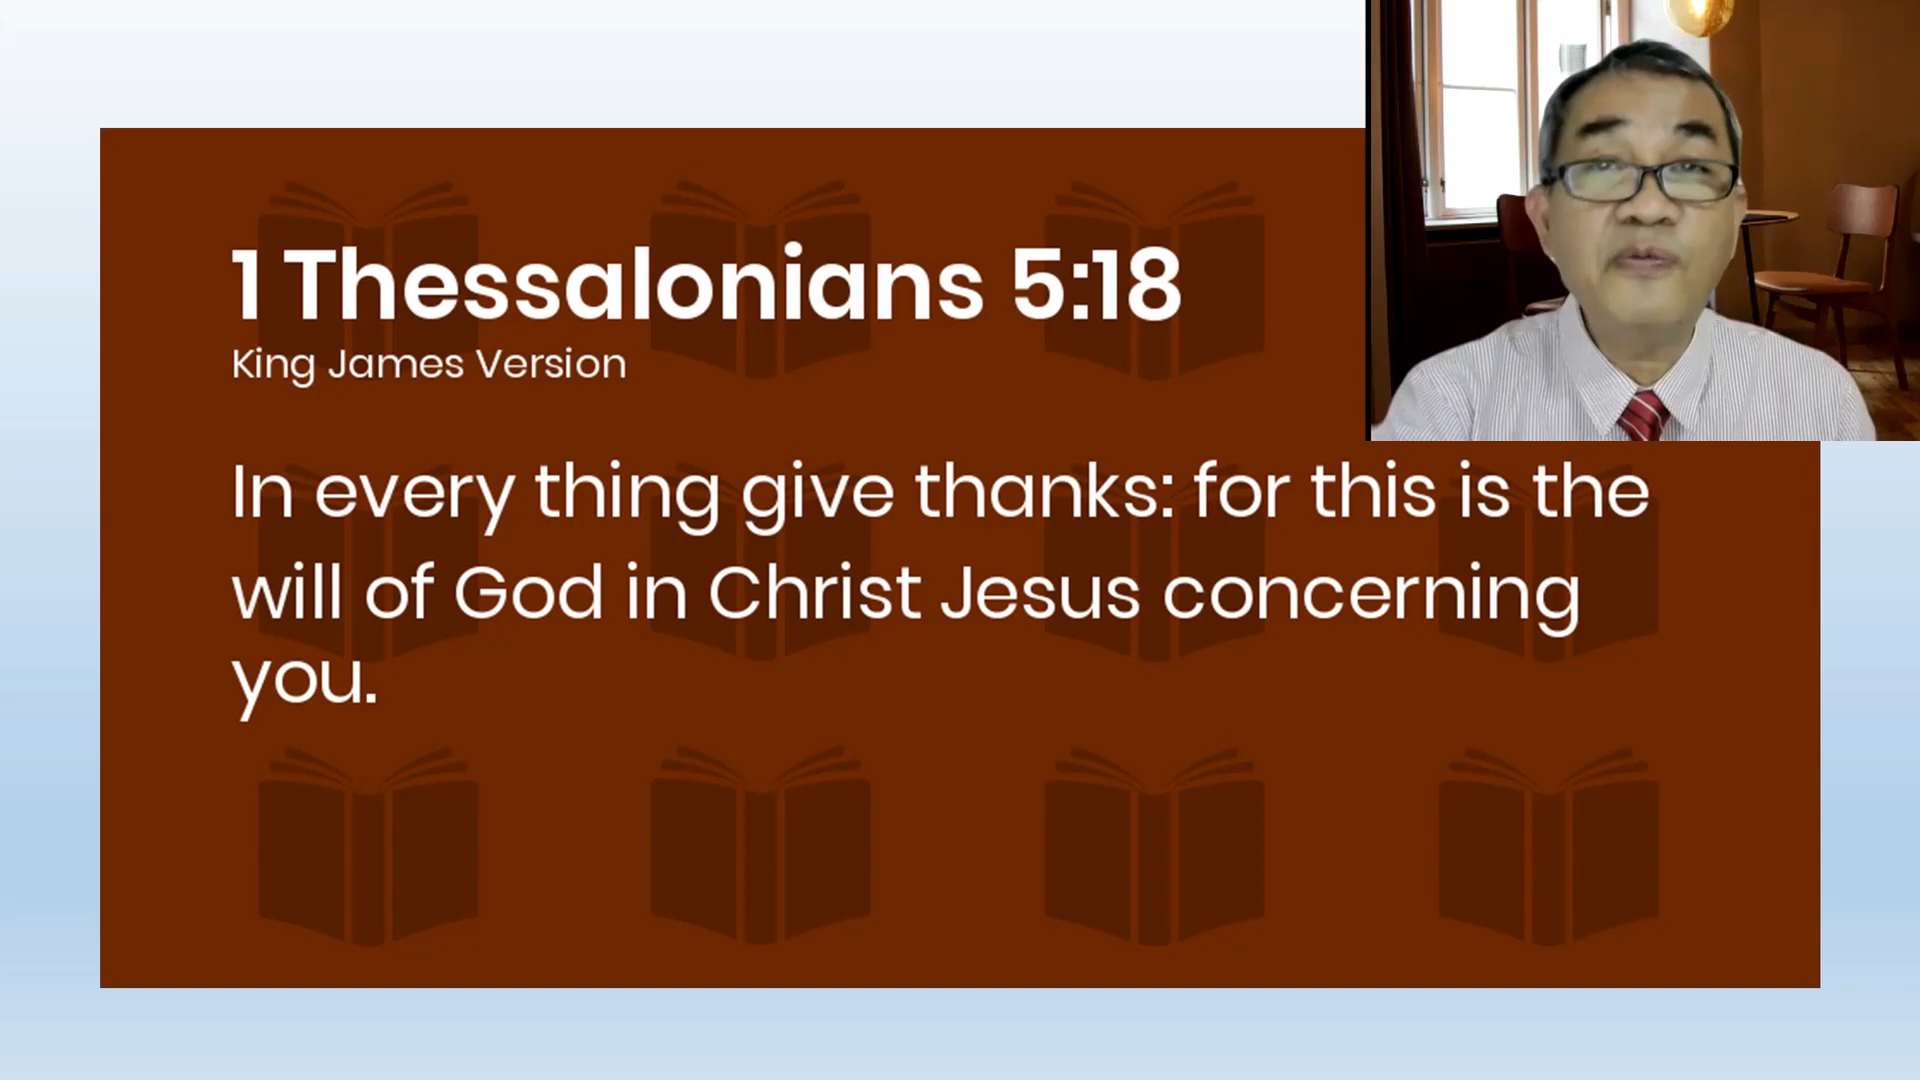 1 Thessalonians 5:18
King James Version
In every thing give thanks: for this is the
will of God in Christ Jesus concerning
you.